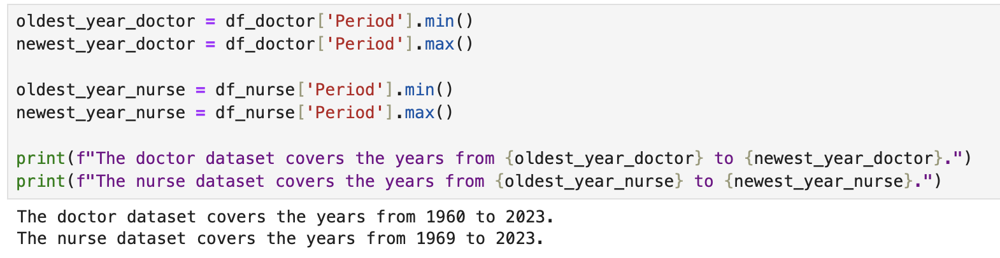 oldest_year_doctor = df_doctor['Period'].min()
newest_year_doctor = df_doctor['Period'].max()
oldest_year_nurse = df_nurse['Period'].min()
newest_year_nurse = df_nurse['Period'].max()
print(f"The doctor dataset covers the years from {oldest_year_doctor} to {newest_year_doctor}.")
print(f"The nurse dataset covers the years from {oldest_year_nurse} to {newest_year_nurse}.")
The doctor dataset covers the years from 1960 to 2023.
The nurse dataset covers the years from 1969 to 2023.